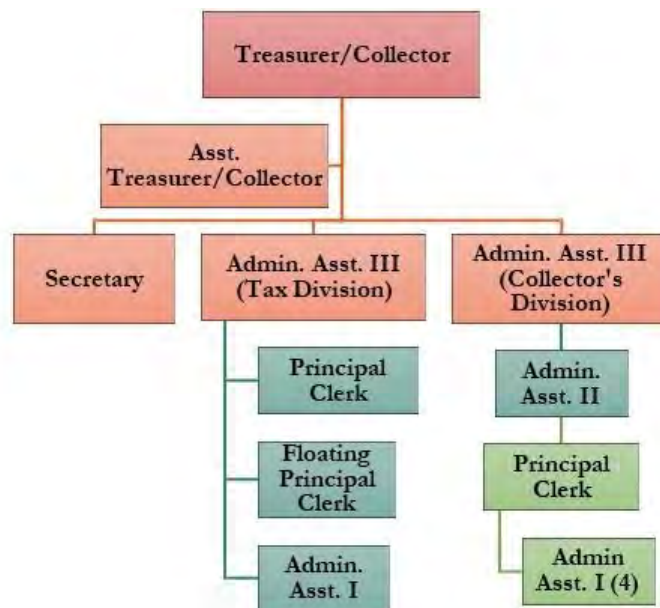 Treasurer/Collector
Asst.
Treasurer/Collector
Secretary
Admin. Asst. III
(Tax Division)
Admin. Asst. III
(Collector's
Division)
Principal
Clerk
Floating
Principal
Clerk
Admin.
Asst. I
Admin.
Asst. II
Principal
Clerk
Admin
Asst. I (4)